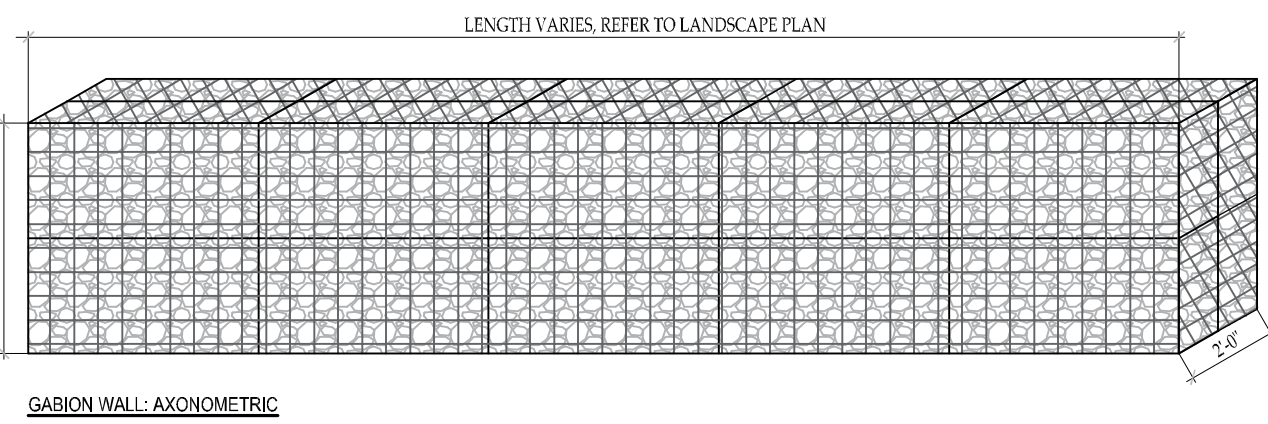 LENGTH VARIES, REFER TO LANDSCAPE PLAN
2'-0"
GABION WALL: AXONOMETRIC